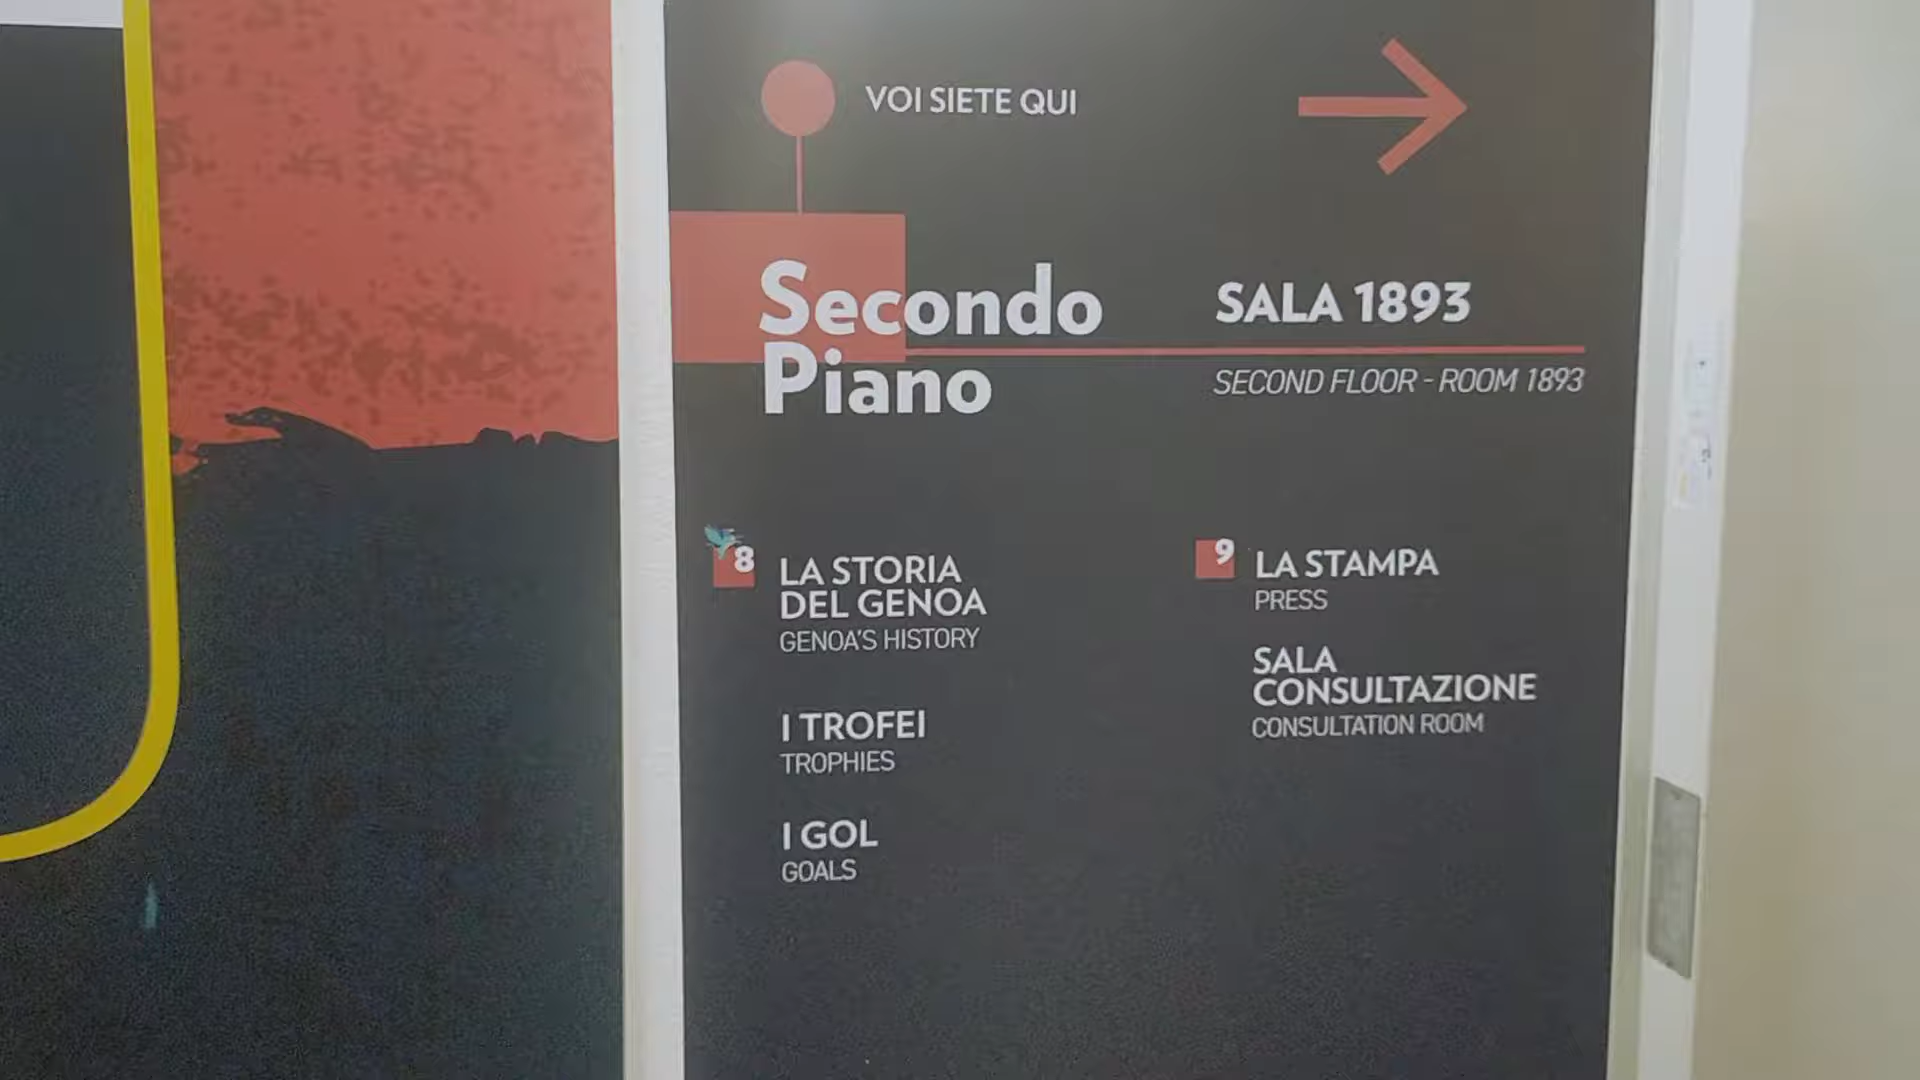 VOI SIETE QUI
Secondo
Piano
SALA 1893
SECOND FLOOR - ROOM 1893
8
LA STORIA
DEL GENOA
GENOA'S HISTORY
I TROFEI
TROPHIES
I GOL
GOALS
9
LA STAMPA
PRESS
SALA
CONSULTAZIONE
CONSULTATION ROOM